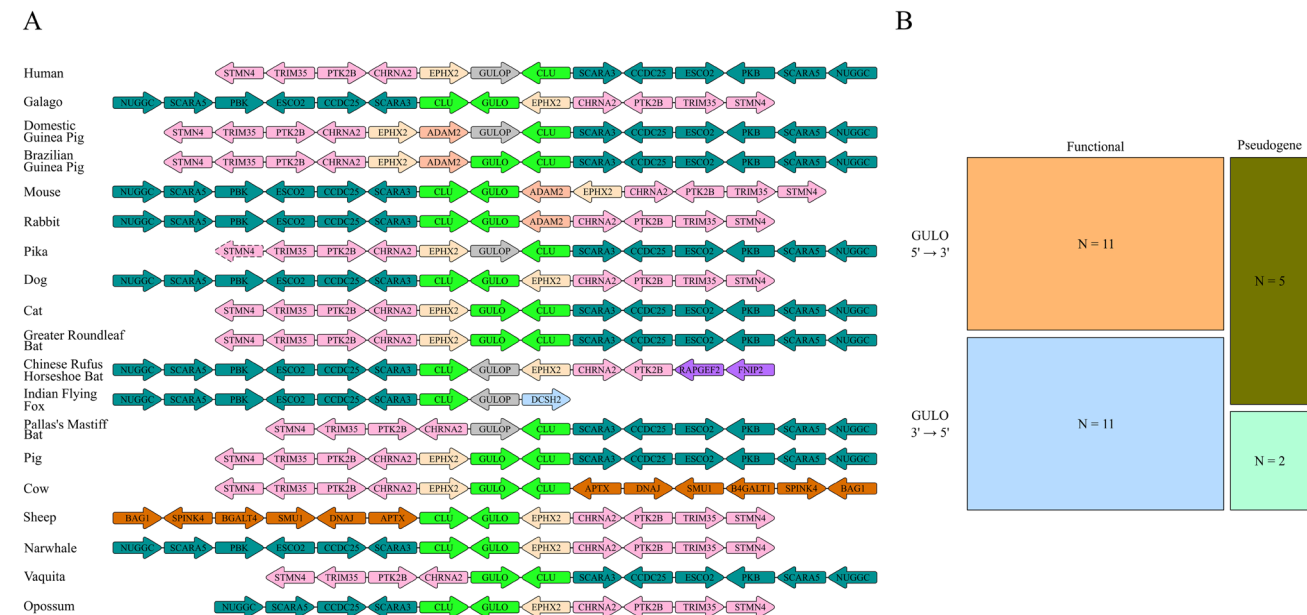 A
B
Human
STMN4 TRIM35 PTK2B CHRNA2 EPHX2 GULOP CLU SCARA3 CCDC25 ESCO2 PKB SCARA5 NUGGC
Galago
NUGGC SCARA5 PBK ESCO2 CCDC25 SCARA3 CLU GULO EPHX2 CHRNA2 PTK2B TRIM35 STMN4
Domestic
Guinea Pig
STMN4 TRIM35 PTK2B CHRNA2 EPHX2 ADAM2 GULOP CLU SCARA3 CCDC25 ESCO2 PKB SCARA5 NUGGC
Brazilian
Guinea Pig
STMN4 TRIM35 PTK2B CHRNA2 EPHX2 ADAM2 GULO CLU SCARA3 CCDC25 ESCO2 PKB SCARA5 NUGGC
Mouse
NUGGC SCARA5 PBK ESCO2 CCDC25 SCARA3 CLU GULO ADAM2 EPHX2 CHRNA2 PTK2B TRIM35 STMN4
Rabbit
NUGGC SCARA5 PBK ESCO2 CCDC25 SCARA3 CLU GULO ADAM2 CHRNA2 PTK2B TRIM35 STMN4
Pika
STMN4 TRIM35 PTK2B CHRNA2 EPHX2 GULOP CLU SCARA3 CCDC25 ESCO2 PKB SCARA5 NUGGC
Dog
NUGGC SCARA5 PBK ESCO2 CCDC25 SCARA3 CLU GULO EPHX2 CHRNA2 PTK2B TRIM35 STMN4
Cat
STMN4 TRIM35 PTK2B CHRNA2 EPHX2 GULO CLU SCARA3 CCDC25 ESCO2 PKB SCARA5 NUGGC
Greater Roundleaf
Bat
STMN4 TRIM35 PTK2B CHRNA2 EPHX2 GULO CLU SCARA3 CCDC25 ESCO2 PKB SCARA5 NUGGC
Chinese Rufus
Horseshoe Bat
NUGGC SCARA5 PBK ESCO2 CCDC25 SCARA3 CLU GULOP EPHX2 CHRNA2 PTK2B RAPGEF2 FNIP2
Indian Flying
Fox
NUGGC SCARA5 PBK ESCO2 CCDC25 SCARA3 CLU GULOP DCSH2
Pallas's Mastiff
Bat
STMN4 TRIM35 PTK2B CHRNA2 GULOP CLU SCARA3 CCDC25 ESCO2 PKB SCARA5 NUGGC
Pig
STMN4 TRIM35 PTK2B CHRNA2 EPHX2 GULO CLU SCARA3 CCDC25 ESCO2 PKB SCARA5 NUGGC
Cow
STMN4 TRIM35 PTK2B CHRNA2 EPHX2 GULO CLU APTX DNAJ SMU1 B4GALT1 SPINK4 BAG1
Sheep
BAG1 SPINK4 BGALT4 SMU1 DNAJ APTX CLU GULO EPHX2 CHRNA2 PTK2B TRIM35 STMN4
Narwhale
NUGGC SCARA5 PBK ESCO2 CCDC25 SCARA3 CLU GULO EPHX2 CHRNA2 PTK2B TRIM35 STMN4
Vaquita
STMN4 TRIM35 PTK2B CHRNA2 GULO CLU SCARA3 CCDC25 ESCO2 PKB SCARA5 NUGGC
Opossum
NUGGC SCARA5 CCDC25 SCARA3 CLU GULO EPHX2 CHRNA2 PTK2B TRIM35 STMN4
Functional
Pseudogene
GULO
5' → 3'
N = 11
N = 5
GULO
3' → 5'
N = 11
N = 2